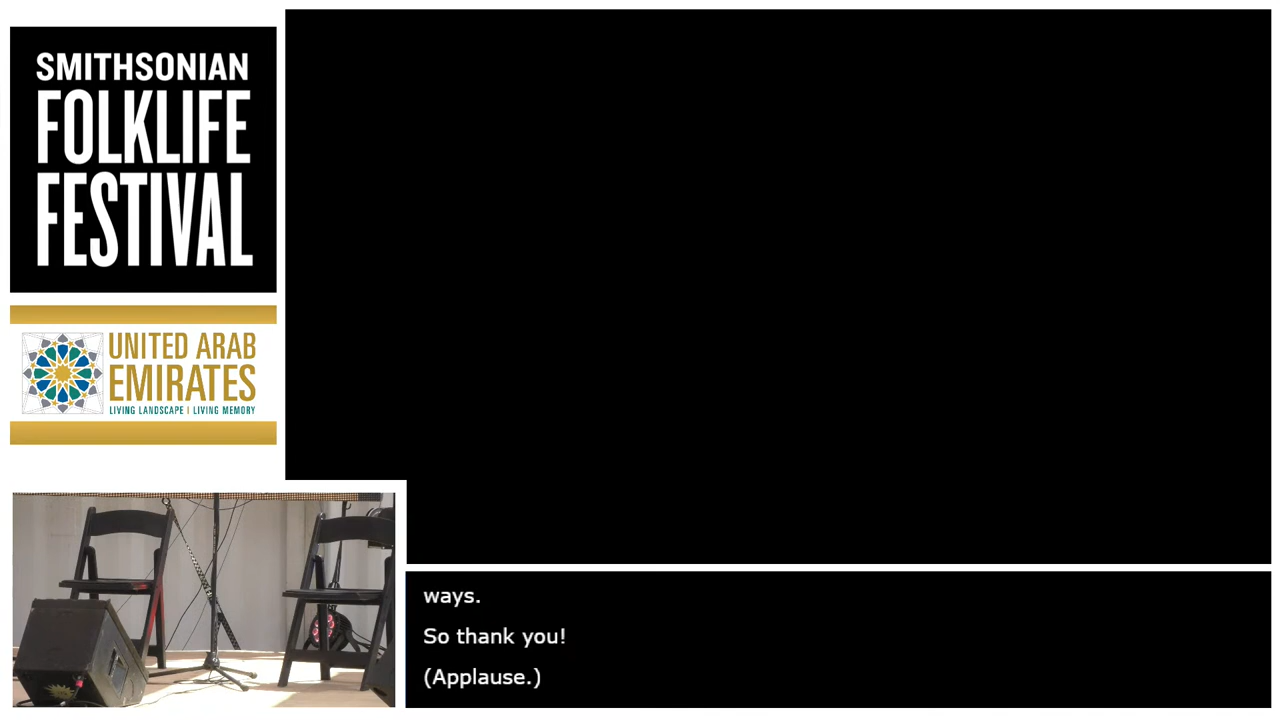 SMITHSONIAN
FOLKLIFE
FESTIVAL
UNITED ARAB
EMIRATES
LIVING LANDSCAPE | LIVING MEMORY
ways.
So thank you!
(Applause.)